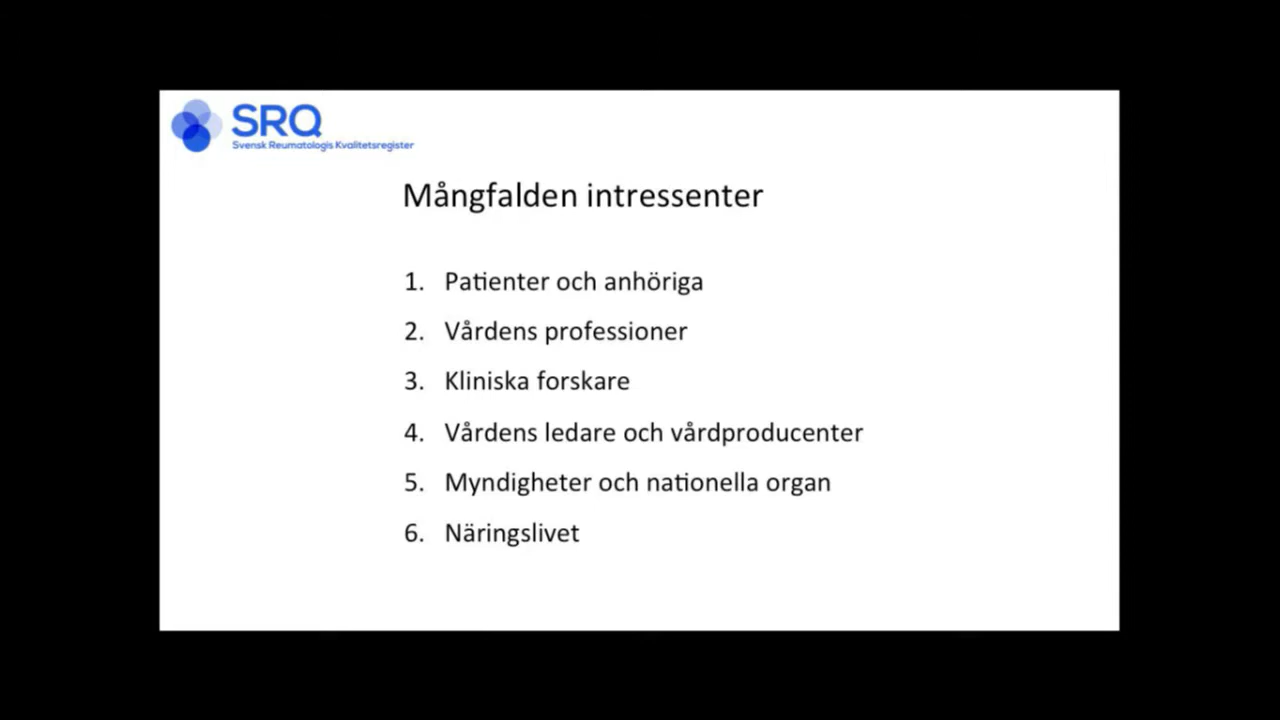 SRQ
Svensk Reumatologis Kvalitetsregister
Mångfalden intressenter
1. Patienter och anhöriga
2. Vårdens professioner
3. Kliniska forskare
4. Vårdens ledare och vårdproducenter
5. Myndigheter och nationella organ
6. Näringslivet